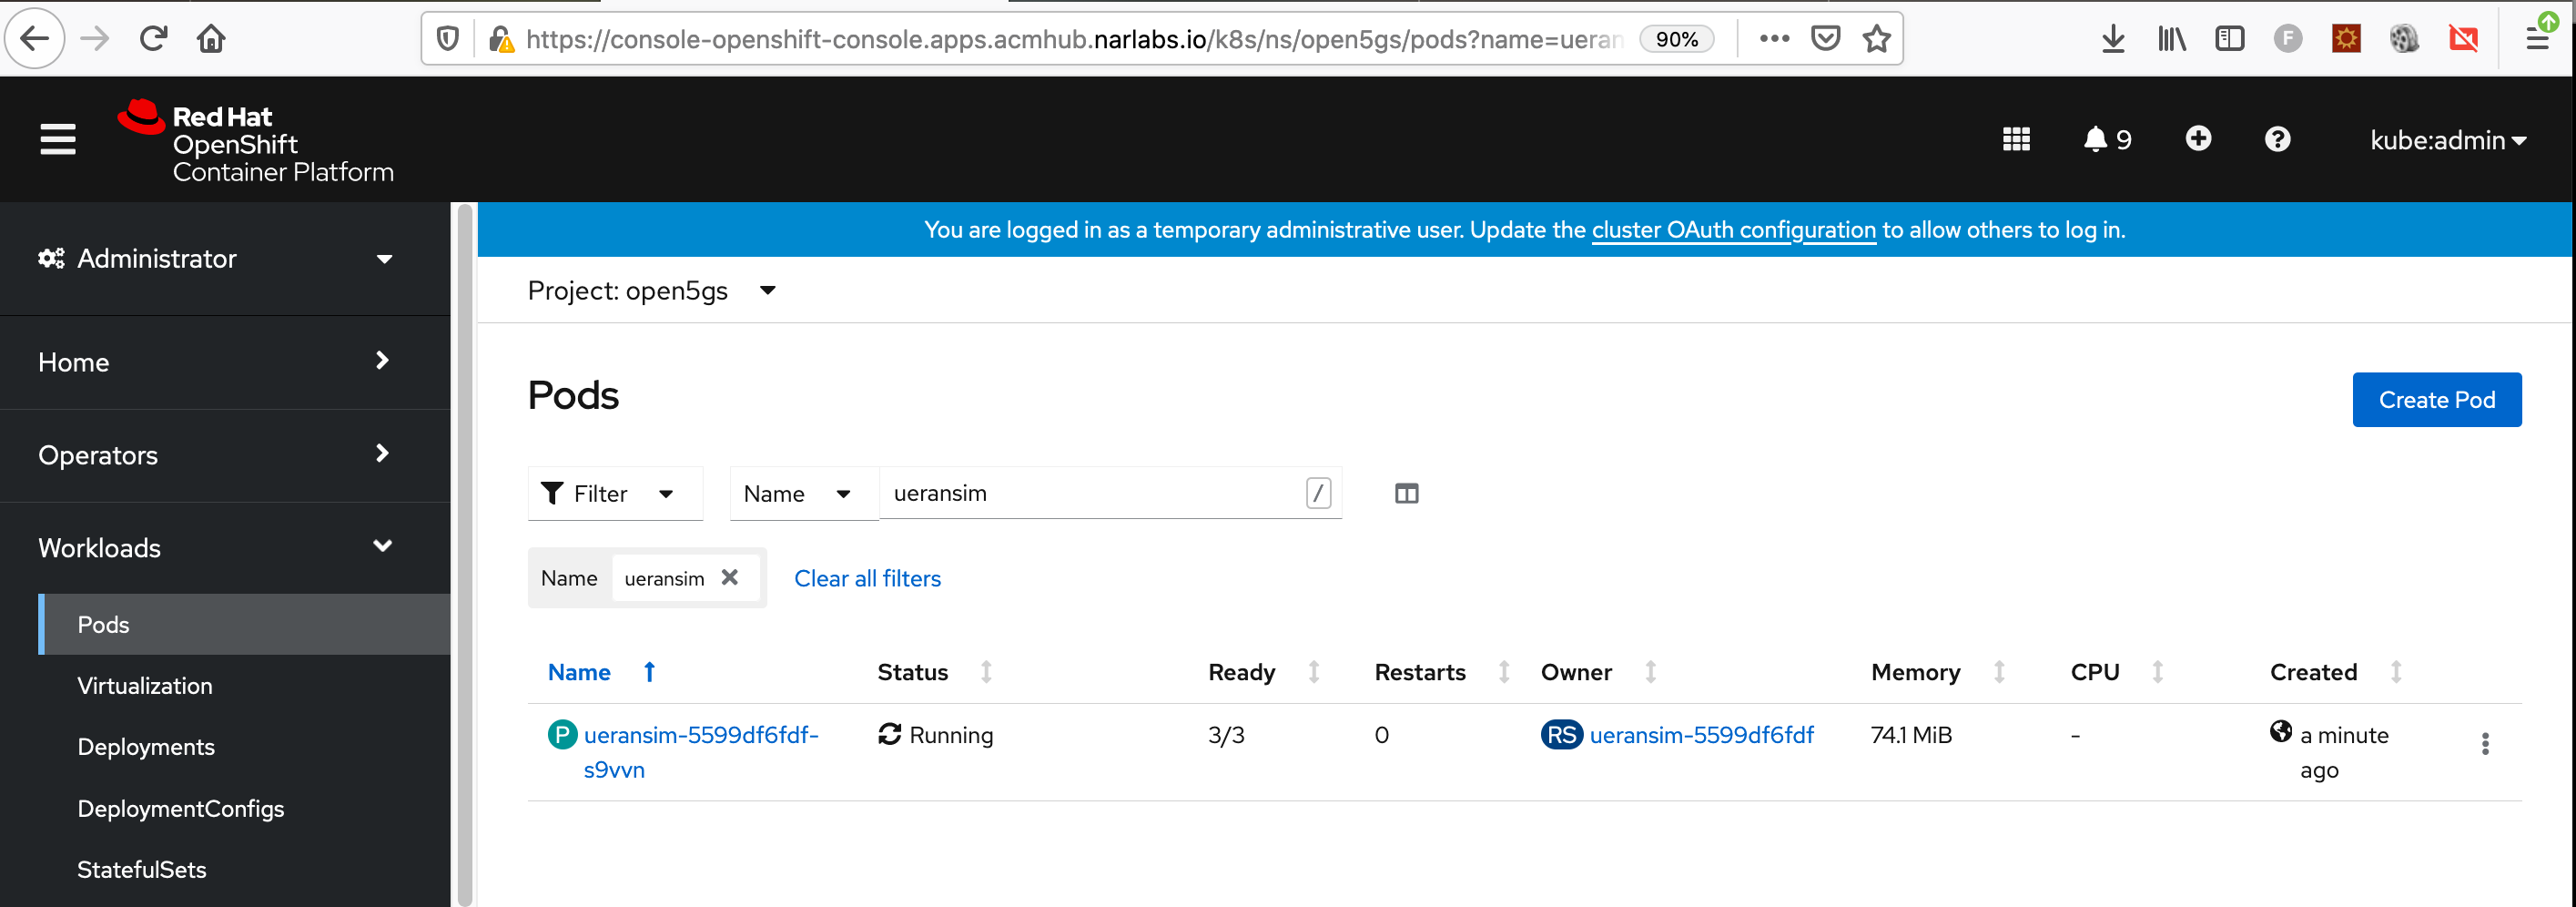 https://console-openshift-console.apps.acmhub.narlabs.io/k8s/ns/open5gs/pods?name=ueran
90%
F
Red Hat
OpenShift
Container Platform
9
kube:admin
You are logged in as a temporary administrative user. Update the cluster OAuth configuration to allow others to log in.
Administrator
Project: open5gs
Home
Pods
Create Pod
Operators
Filter
Name
ueransim
/
Workloads
Name ueransim
Clear all filters
Pods
Virtualization
Deployments
DeploymentConfigs
StatefulSets
Name Status Ready Restarts Owner Memory CPU Created
P ueransim-5599df6fdf- Running 3/3 0 RS ueransim-5599df6fdf 74.1 MiB - a minute
s9vvn ago